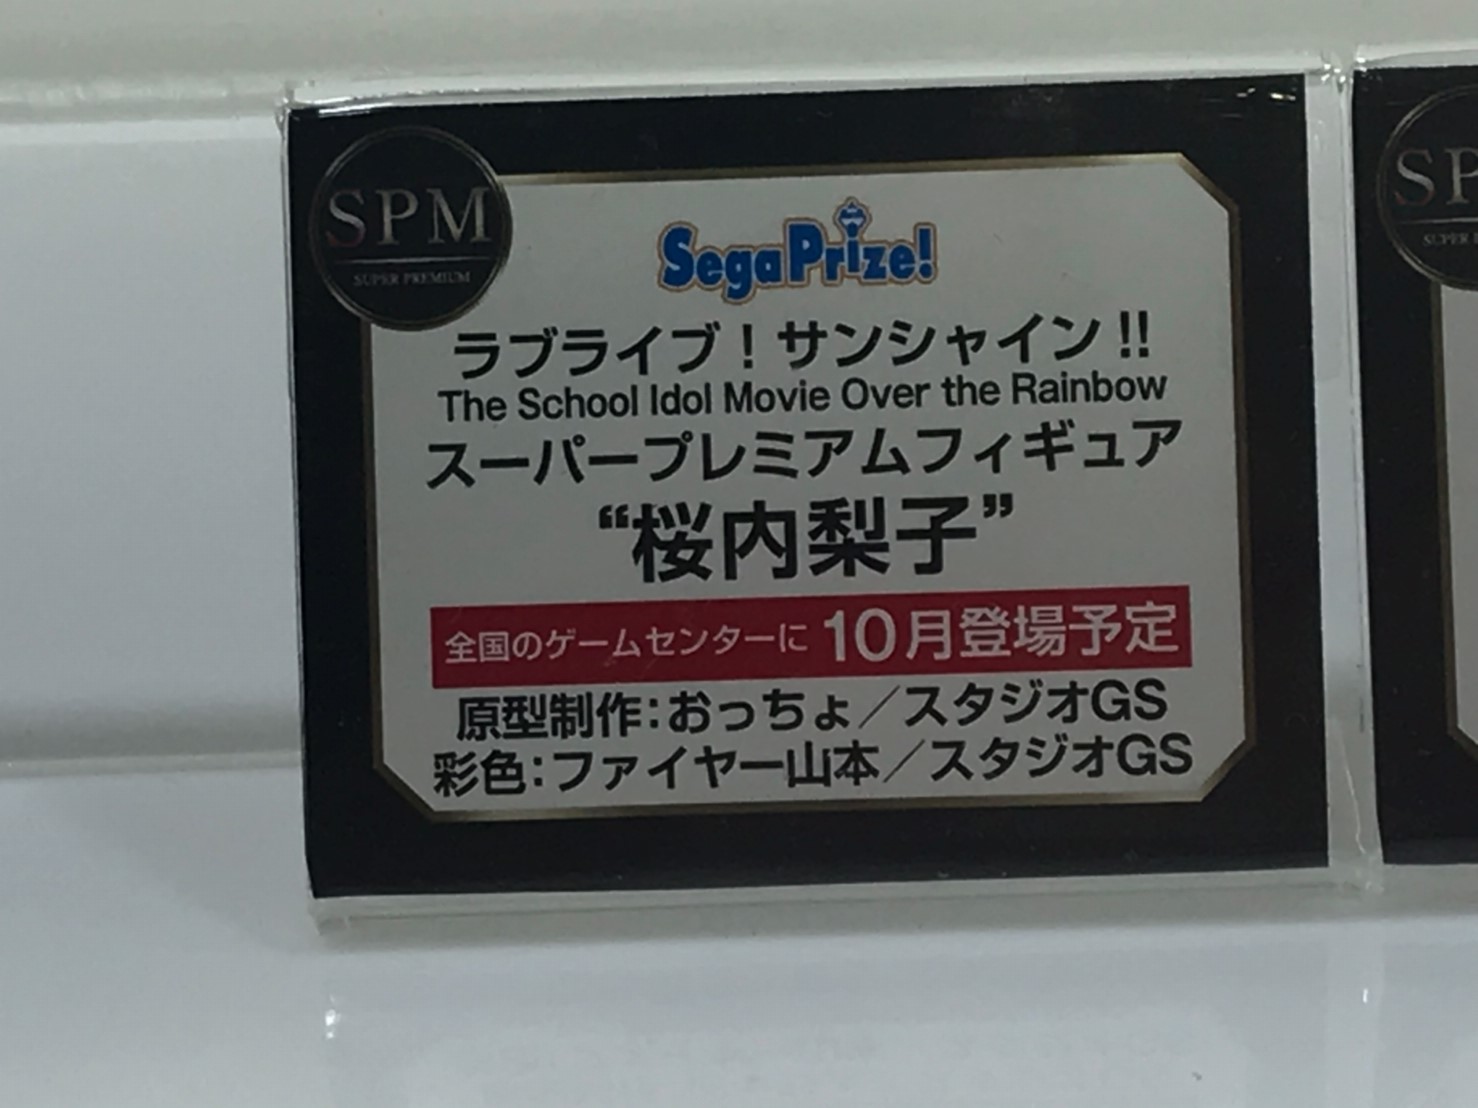 SPM
SUPER PREMIUM
SegaPrize!
ラブライブ！サンシャイン!!
The School Idol Movie Over the Rainbow
スーパープレミアムフィギュア
“桜内梨子”
全国のゲームセンターに 10月登場予定
原型制作：おっちょ／スタジオGS
彩色：ファイヤー山本／スタジオGS
SP
SUPER